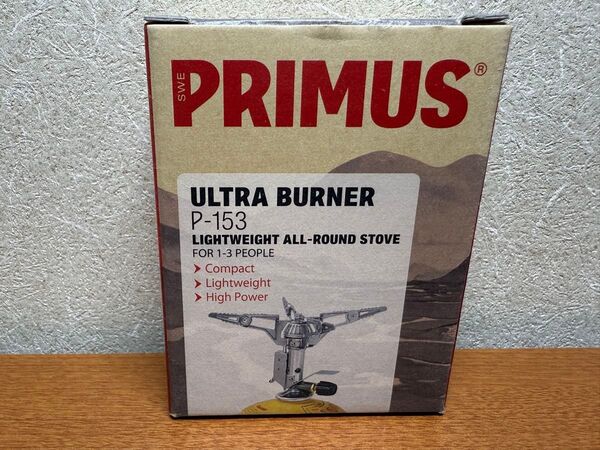 SWE
PRIMUS®
ULTRA BURNER
P-153
LIGHTWEIGHT ALL-ROUND STOVE
FOR 1-3 PEOPLE
Compact
Lightweight
High Power